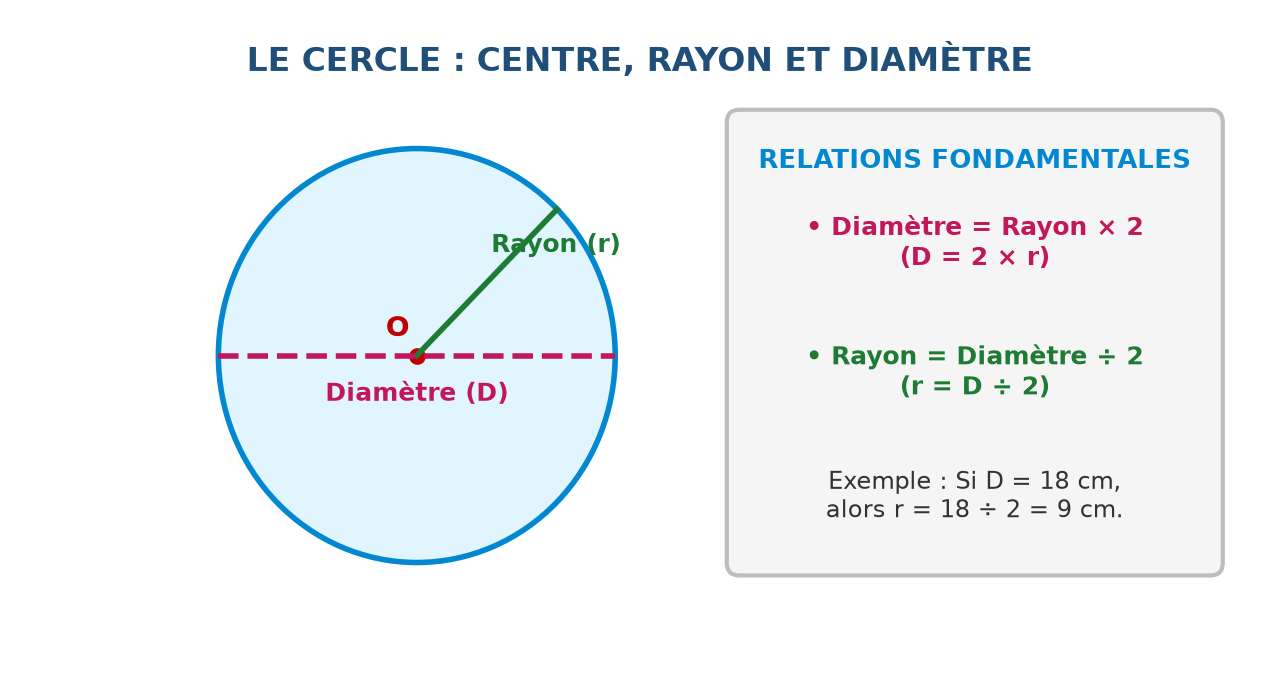 LE CERCLE : CENTRE, RAYON ET DIAMÈTRE
Rayon (r)
O
Diamètre (D)
RELATIONS FONDAMENTALES
• Diamètre = Rayon × 2
(D = 2 × r)
• Rayon = Diamètre ÷ 2
(r = D ÷ 2)
Exemple : Si D = 18 cm,
alors r = 18 ÷ 2 = 9 cm.